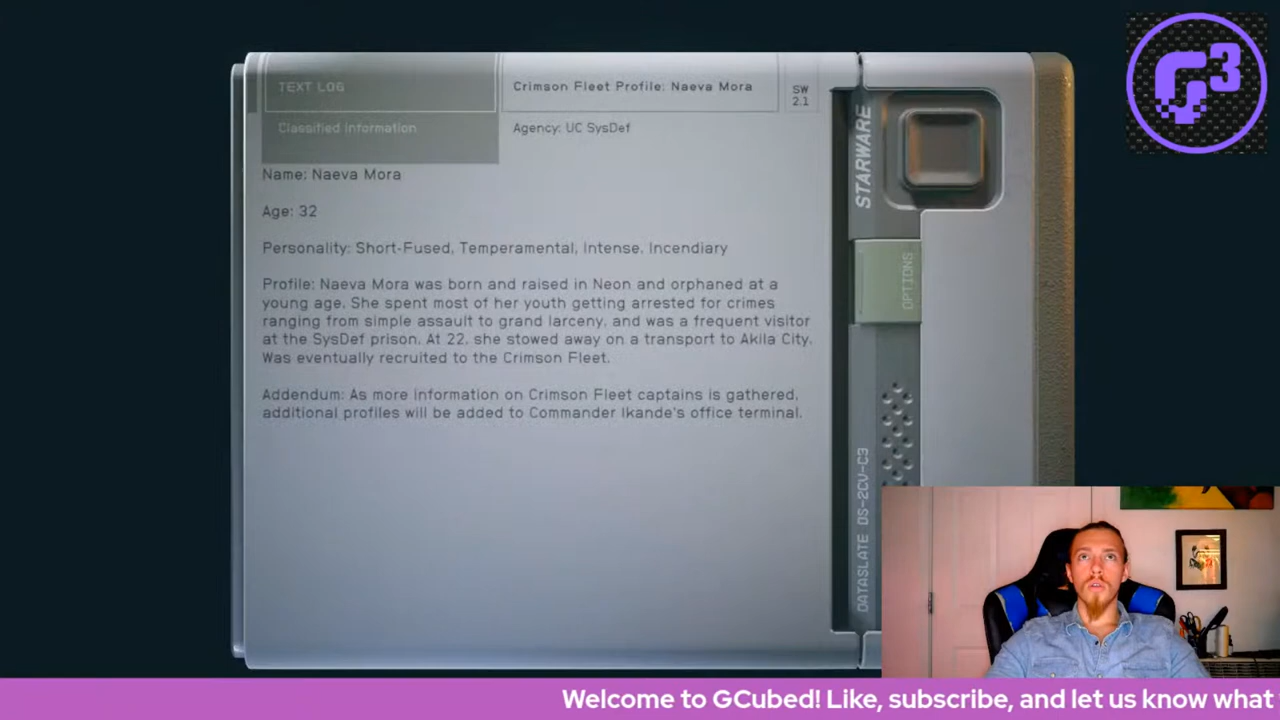 TEXT LOG
Crimson Fleet Profile: Naeva Mora
SW
2.1
Classified Information
Agency: UC SysDef
Name: Naeva Mora
Age: 32
Personality: Short-Fused, Temperamental, Intense, Incendiary
Profile: Naeva Mora was born and raised in Neon and orphaned at a
young age. She spent most of her youth getting arrested for crimes
ranging from simple assault to grand larceny, and was a frequent visitor
at the SysDef prison. At 22, she stowed away on a transport to Akila City.
Was eventually recruited to the Crimson Fleet.
Addendum: As more information on Crimson Fleet captains is gathered,
additional profiles will be added to Commander Ikande's office terminal.
STARWARE
OPTIONS
DATASLATE DS-2CV-C3
G3
Welcome to GCubed! Like, subscribe, and let us know what